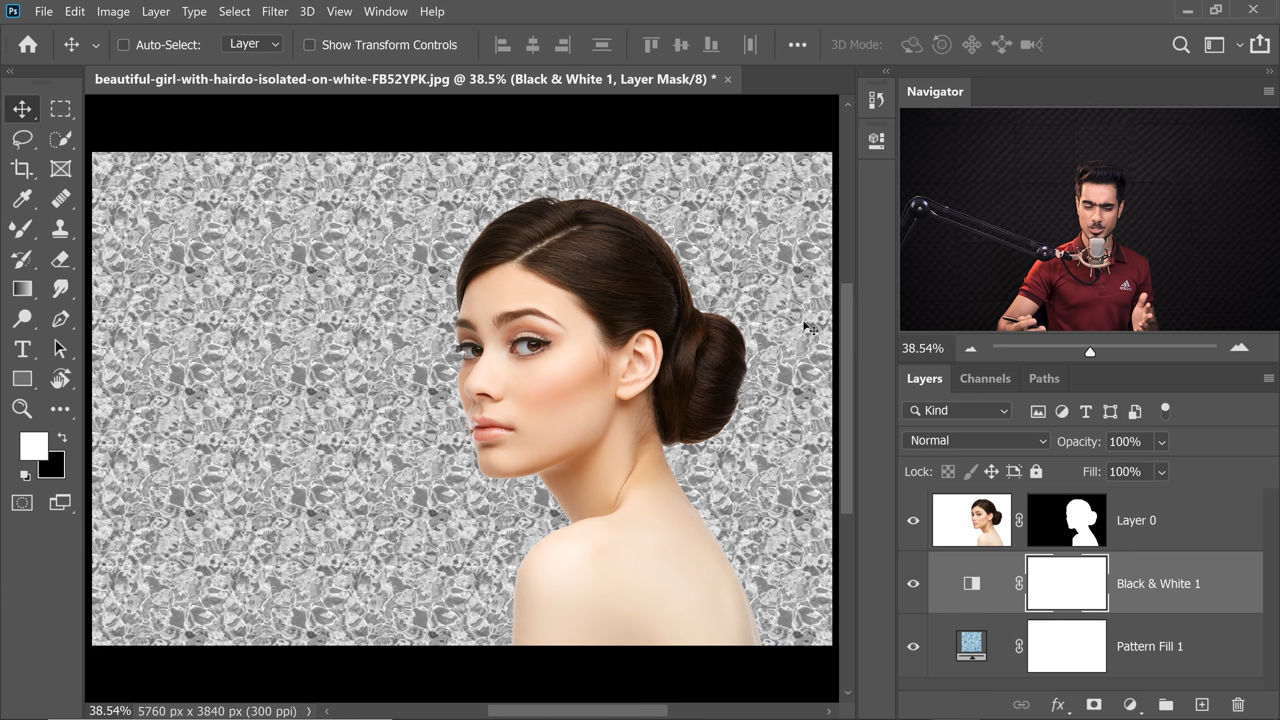 Ps File Edit Image Layer Type Select Filter 3D View Window Help
Auto-Select: Layer Show Transform Controls 3D Mode:
beautiful-girl-with-hairdo-isolated-on-white-FB52YPK.jpg @ 38.5% (Black & White 1, Layer Mask/8) *
Navigator
adidas
38.54%
Layers Channels Paths
Kind
Normal Opacity: 100%
Lock: Fill: 100%
Layer 0
Black & White 1
Pattern Fill 1
38.54% 5760 px x 3840 px (300 ppi)